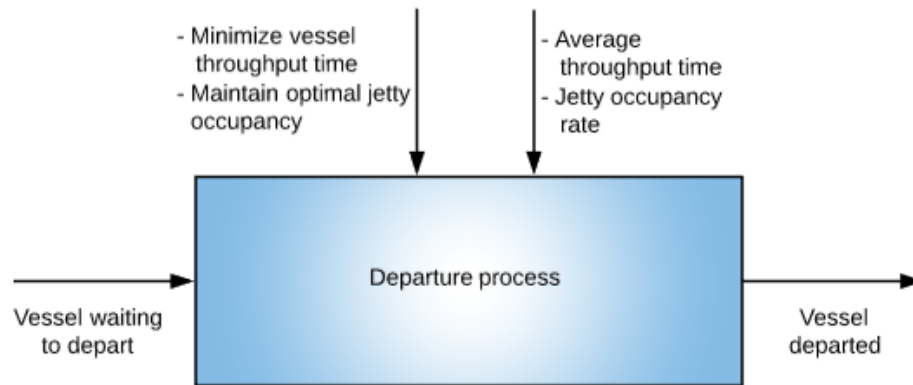 - Minimize vessel
throughput time
- Maintain optimal jetty
occupancy
- Average
throughput time
- Jetty occupancy
rate
Departure process
Vessel waiting
to depart
Vessel
departed